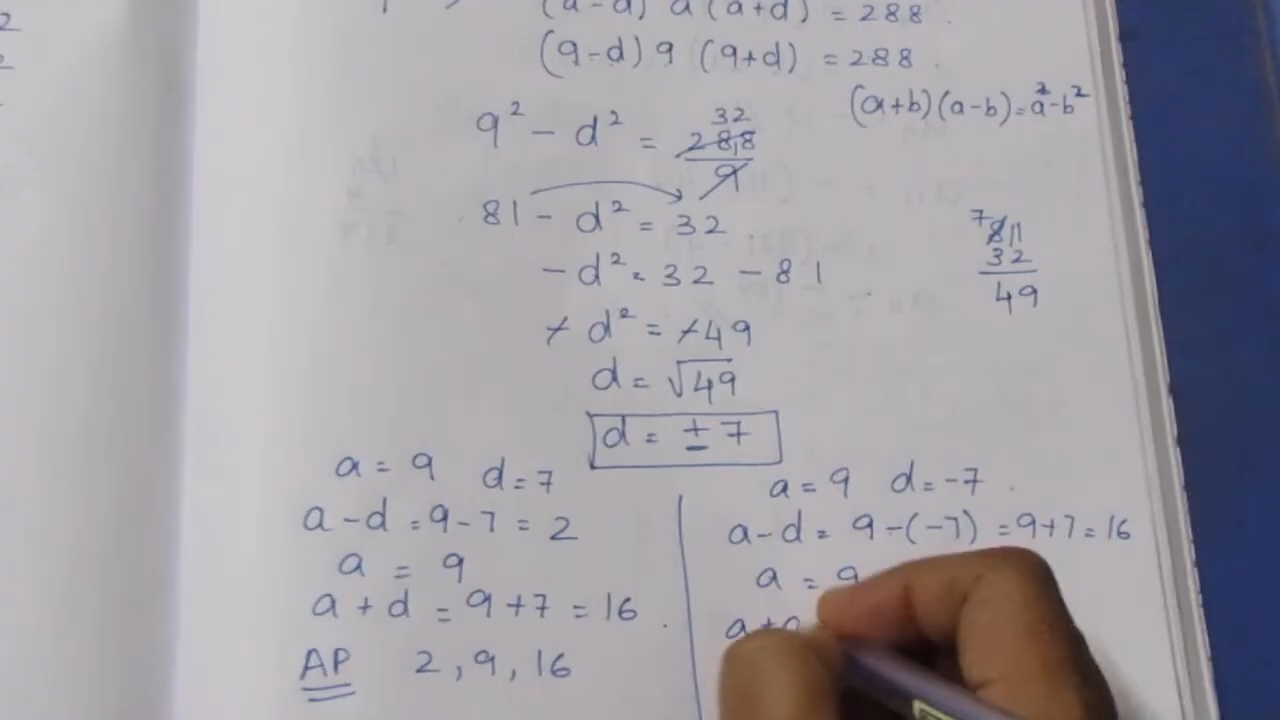 (a-d) a (a+d) = 288.
(9-d) 9 (9+d) = 288.
(a+b)(a-b) = a²-b²
32
9² - d² = 288/9
81 - d² = 32
-d² = 32 - 81
- d² = -49
d = √49
d = ± 7
7 11
81
32
49
a = 9 d = 7
a - d = 9 - 7 = 2
a = 9
a + d = 9 + 7 = 16.
AP 2, 9, 16
a = 9 d = -7.
a - d = 9 - (-7) = 9 + 7 = 16
a = 9
a +